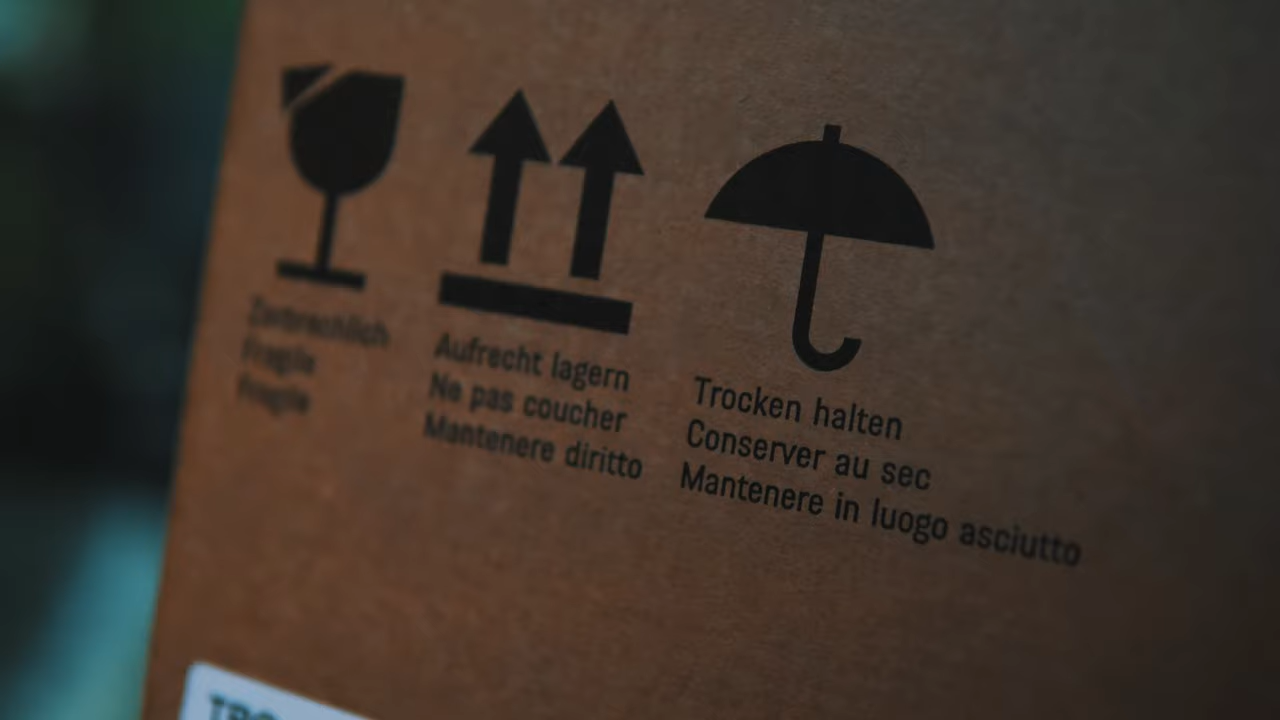 Zerbrechlich
Fragile
Fragile
Aufrecht lagern
Ne pas coucher
Mantenere diritto
Trocken halten
Conserver au sec
Mantenere in luogo asciutto